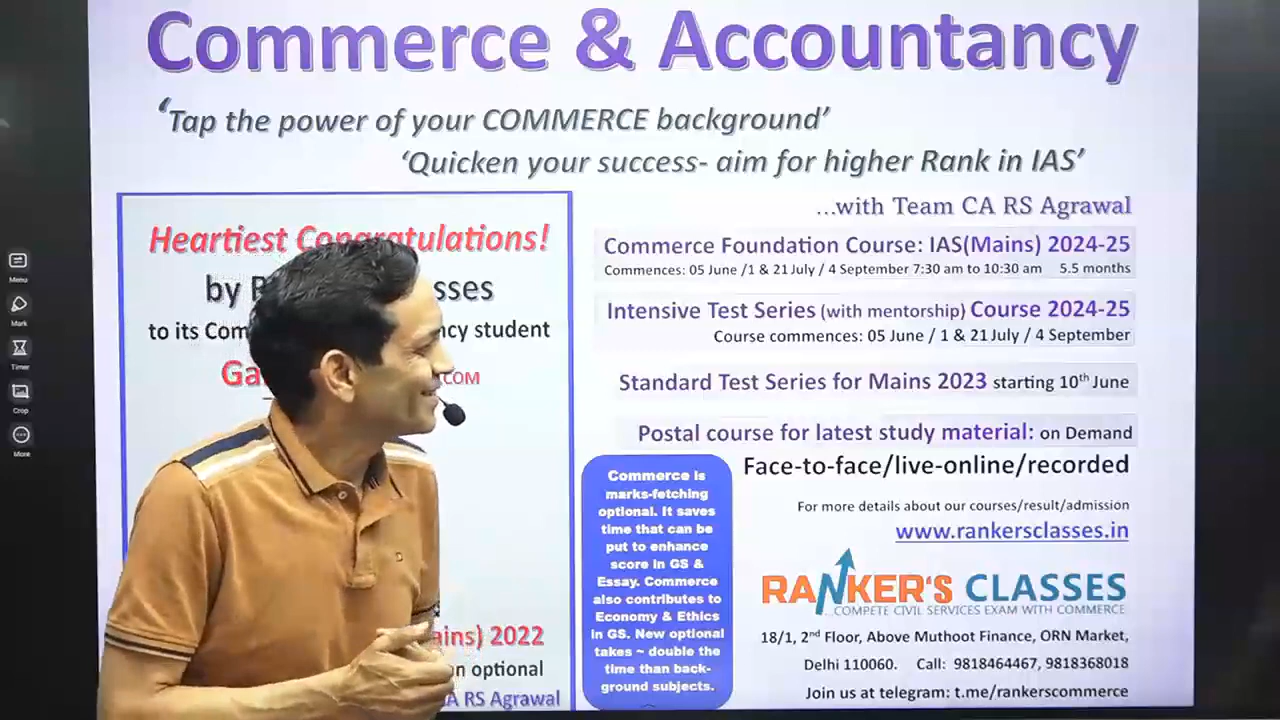 Commerce & Accountancy
‘Tap the power of your COMMERCE background’
‘Quicken your success- aim for higher Rank in IAS’
...with Team CA RS Agrawal
Heartiest Congratulations!
by
sses
to its Com
ncy student
Ga
COM
ains) 2022
optional
RS Agrawal
Commerce Foundation Course: IAS(Mains) 2024-25
Commences: 05 June /1 & 21 July / 4 September 7:30 am to 10:30 am 5.5 months
Intensive Test Series (with mentorship) Course 2024-25
Course commences: 05 June / 1 & 21 July / 4 September
Standard Test Series for Mains 2023 starting 10th June
Postal course for latest study material: on Demand
Face-to-face/live-online/recorded
Commerce is
marks-fetching
optional. It saves
time that can be
put to enhance
score in GS &
Essay. Commerce
also contributes to
Economy & Ethics
in GS. New optional
takes ~ double the
time than back-
ground subjects.
For more details about our courses/result/admission
www.rankersclasses.in
RANKER'S CLASSES
COMPETE CIVIL SERVICES EXAM WITH COMMERCE
18/1, 2nd Floor, Above Muthoot Finance, ORN Market,
Delhi 110060. Call: 9818464467, 9818368018
Join us at telegram: t.me/rankerscommerce
Menu
Mark
Timer
Crop
More